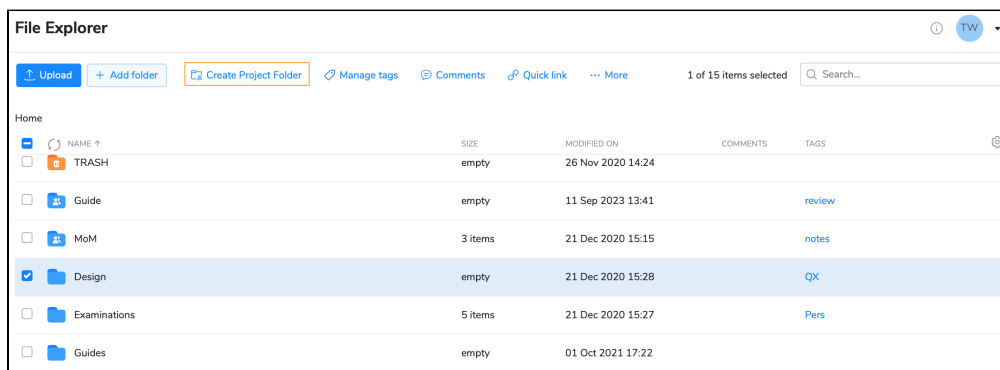 File Explorer
TW
Upload
+ Add folder
Create Project Folder
Manage tags
Comments
Quick link
··· More
1 of 15 items selected
Search...
Home
NAME ↑ SIZE MODIFIED ON COMMENTS TAGS
TRASH empty 26 Nov 2020 14:24
Guide empty 11 Sep 2023 13:41 review
MoM 3 items 21 Dec 2020 15:15 notes
Design empty 21 Dec 2020 15:28 QX
Examinations 5 items 21 Dec 2020 15:27 Pers
Guides empty 01 Oct 2021 17:22